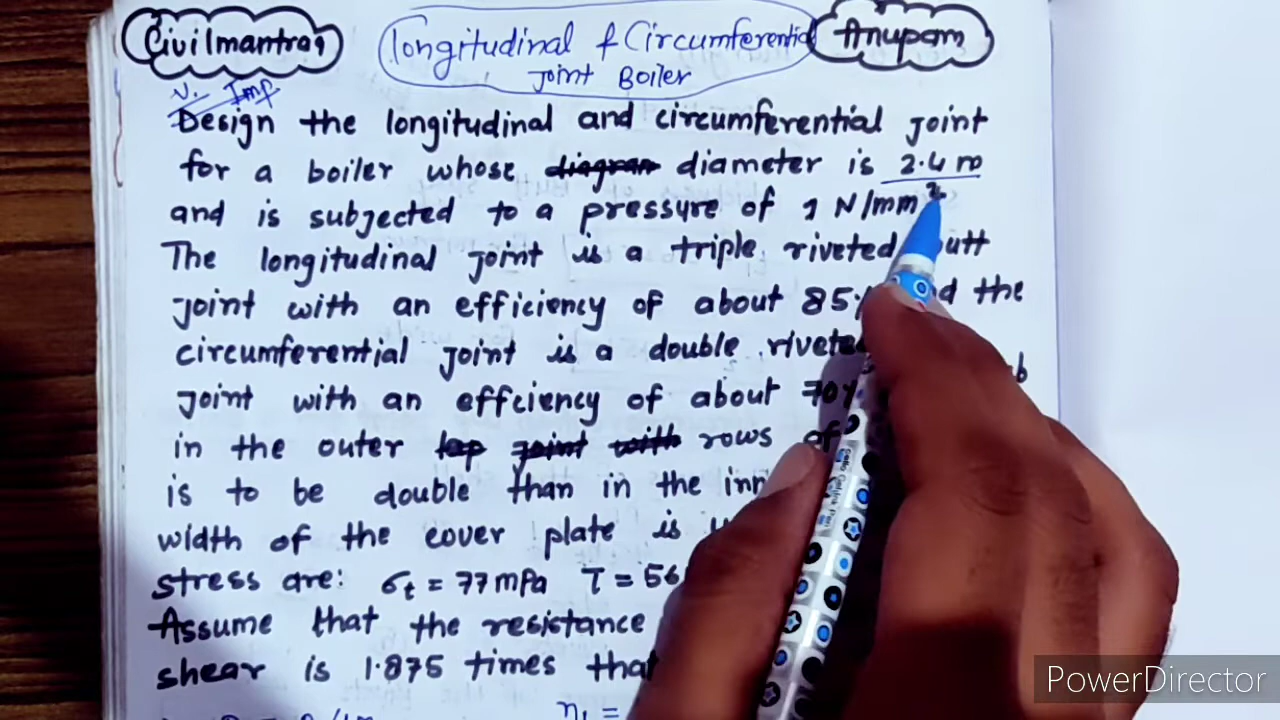 Civilmantraa
Longitudinal & Circumferential
Joint Boiler
Anupam
V. Imp
Design the longitudinal and circumferential joint
for a boiler whose diameter is 2.4 m
and is subjected to a pressure of 1 N/mm²
The longitudinal joint is a triple riveted butt
joint with an efficiency of about 85% and the
circumferential joint is a double riveted
joint with an effciency of about 70%
in the outer lap joint with rows of
is to be double than in the
width of the cover plate is
stress are: σt = 77 mPa τ = 56
Assume that the resistance
shear is 1.875 times that
η1 =
PowerDirector